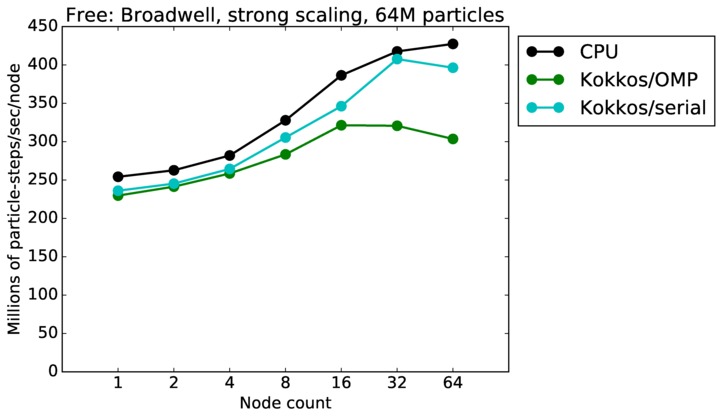 Free: Broadwell, strong scaling, 64M particles
450
400
350
300
250
200
150
100
50
0
Millions of particle-steps/sec/node
1 2 4 8 16 32 64
Node count
CPU
Kokkos/OMP
Kokkos/serial